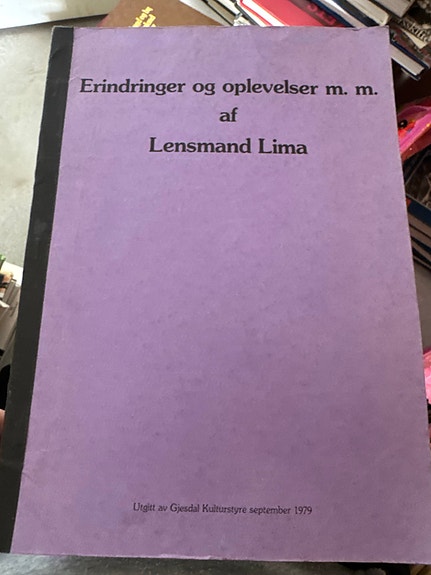 Erindringer og oplevelser m. m.
af
Lensmand Lima
Utgitt av Gjesdal Kulturstyre september 1979